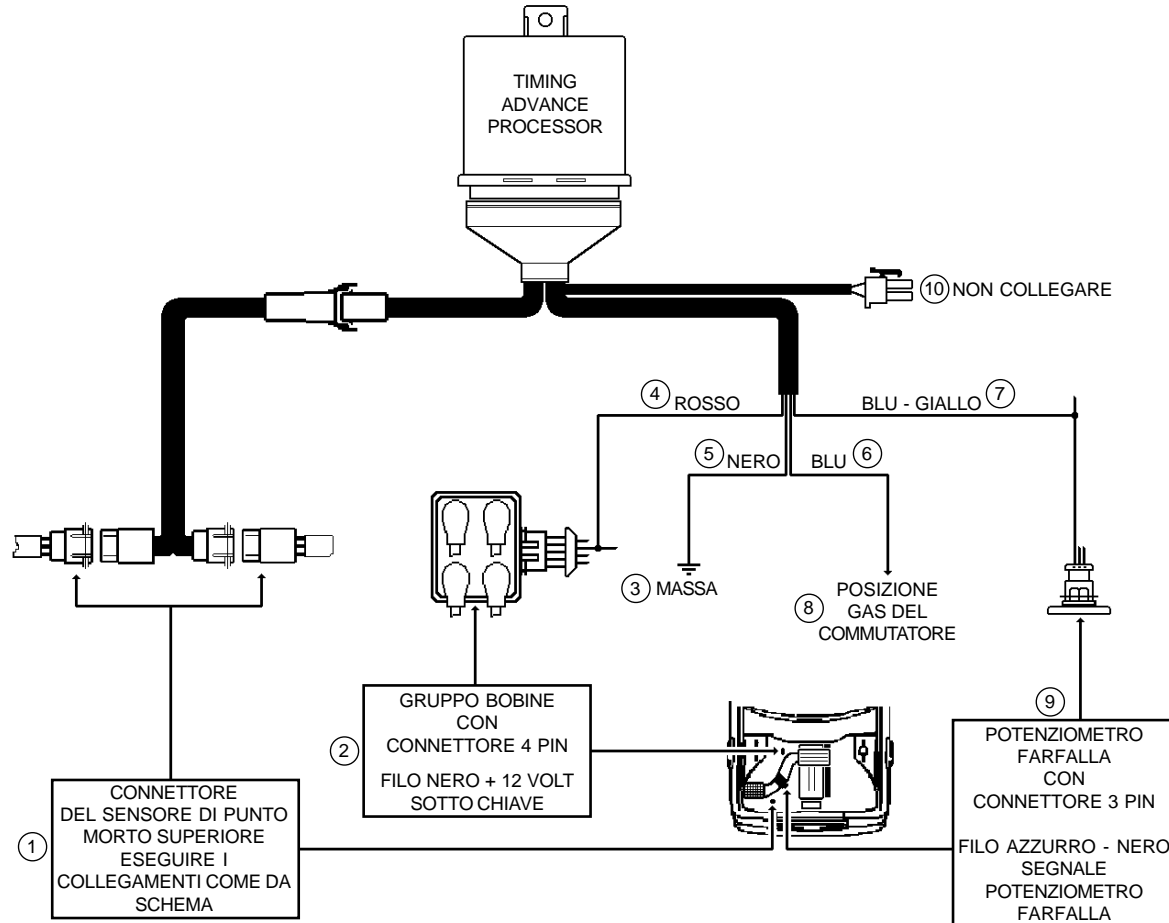 TIMING
ADVANCE
PROCESSOR
10 NON COLLEGARE
4 ROSSO
BLU - GIALLO 7
5 NERO
BLU 6
3 MASSA
8 POSIZIONE
GAS DEL
COMMUTATORE
2
GRUPPO BOBINE
CON
CONNETTORE 4 PIN
FILO NERO + 12 VOLT
SOTTO CHIAVE
9
POTENZIOMETRO
FARFALLA
CON
CONNETTORE 3 PIN
FILO AZZURRO - NERO
SEGNALE
POTENZIOMETRO
FARFALLA
1
CONNETTORE
DEL SENSORE DI PUNTO
MORTO SUPERIORE
ESEGUIRE I
COLLEGAMENTI COME DA
SCHEMA